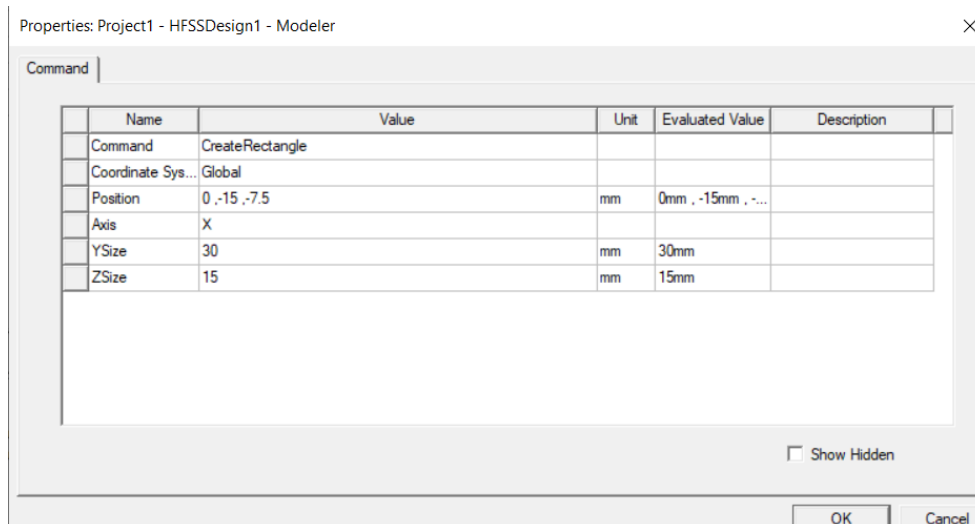 Properties: Project1 - HFSSDesign1 - Modeler
Command
Name Value Unit Evaluated Value Description
Command CreateRectangle
Coordinate Sys... Global
Position 0 ,-15 ,-7.5 mm 0mm , -15mm , -...
Axis X
YSize 30 mm 30mm
ZSize 15 mm 15mm
Show Hidden
OK Cancel